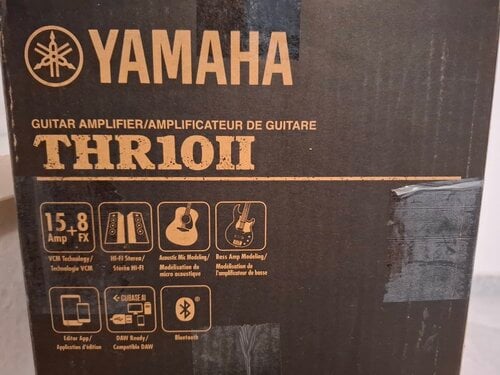 YAMAHA
GUITAR AMPLIFIER/AMPLIFICATEUR DE GUITARE
THR10II
15 Amp + 8 FX
VCM Technology/
Technologie VCM
Hi-Fi Stereo/
Stéréo Hi-Fi
Acoustic Mic Modeling/
Modélisation de
micro acoustique
Bass Amp Modeling/
Modélisation de
l'amplificateur de basse
Editor App/
Application d'édition
CUBASE AI
DAW Ready/
Compatible DAW
Bluetooth